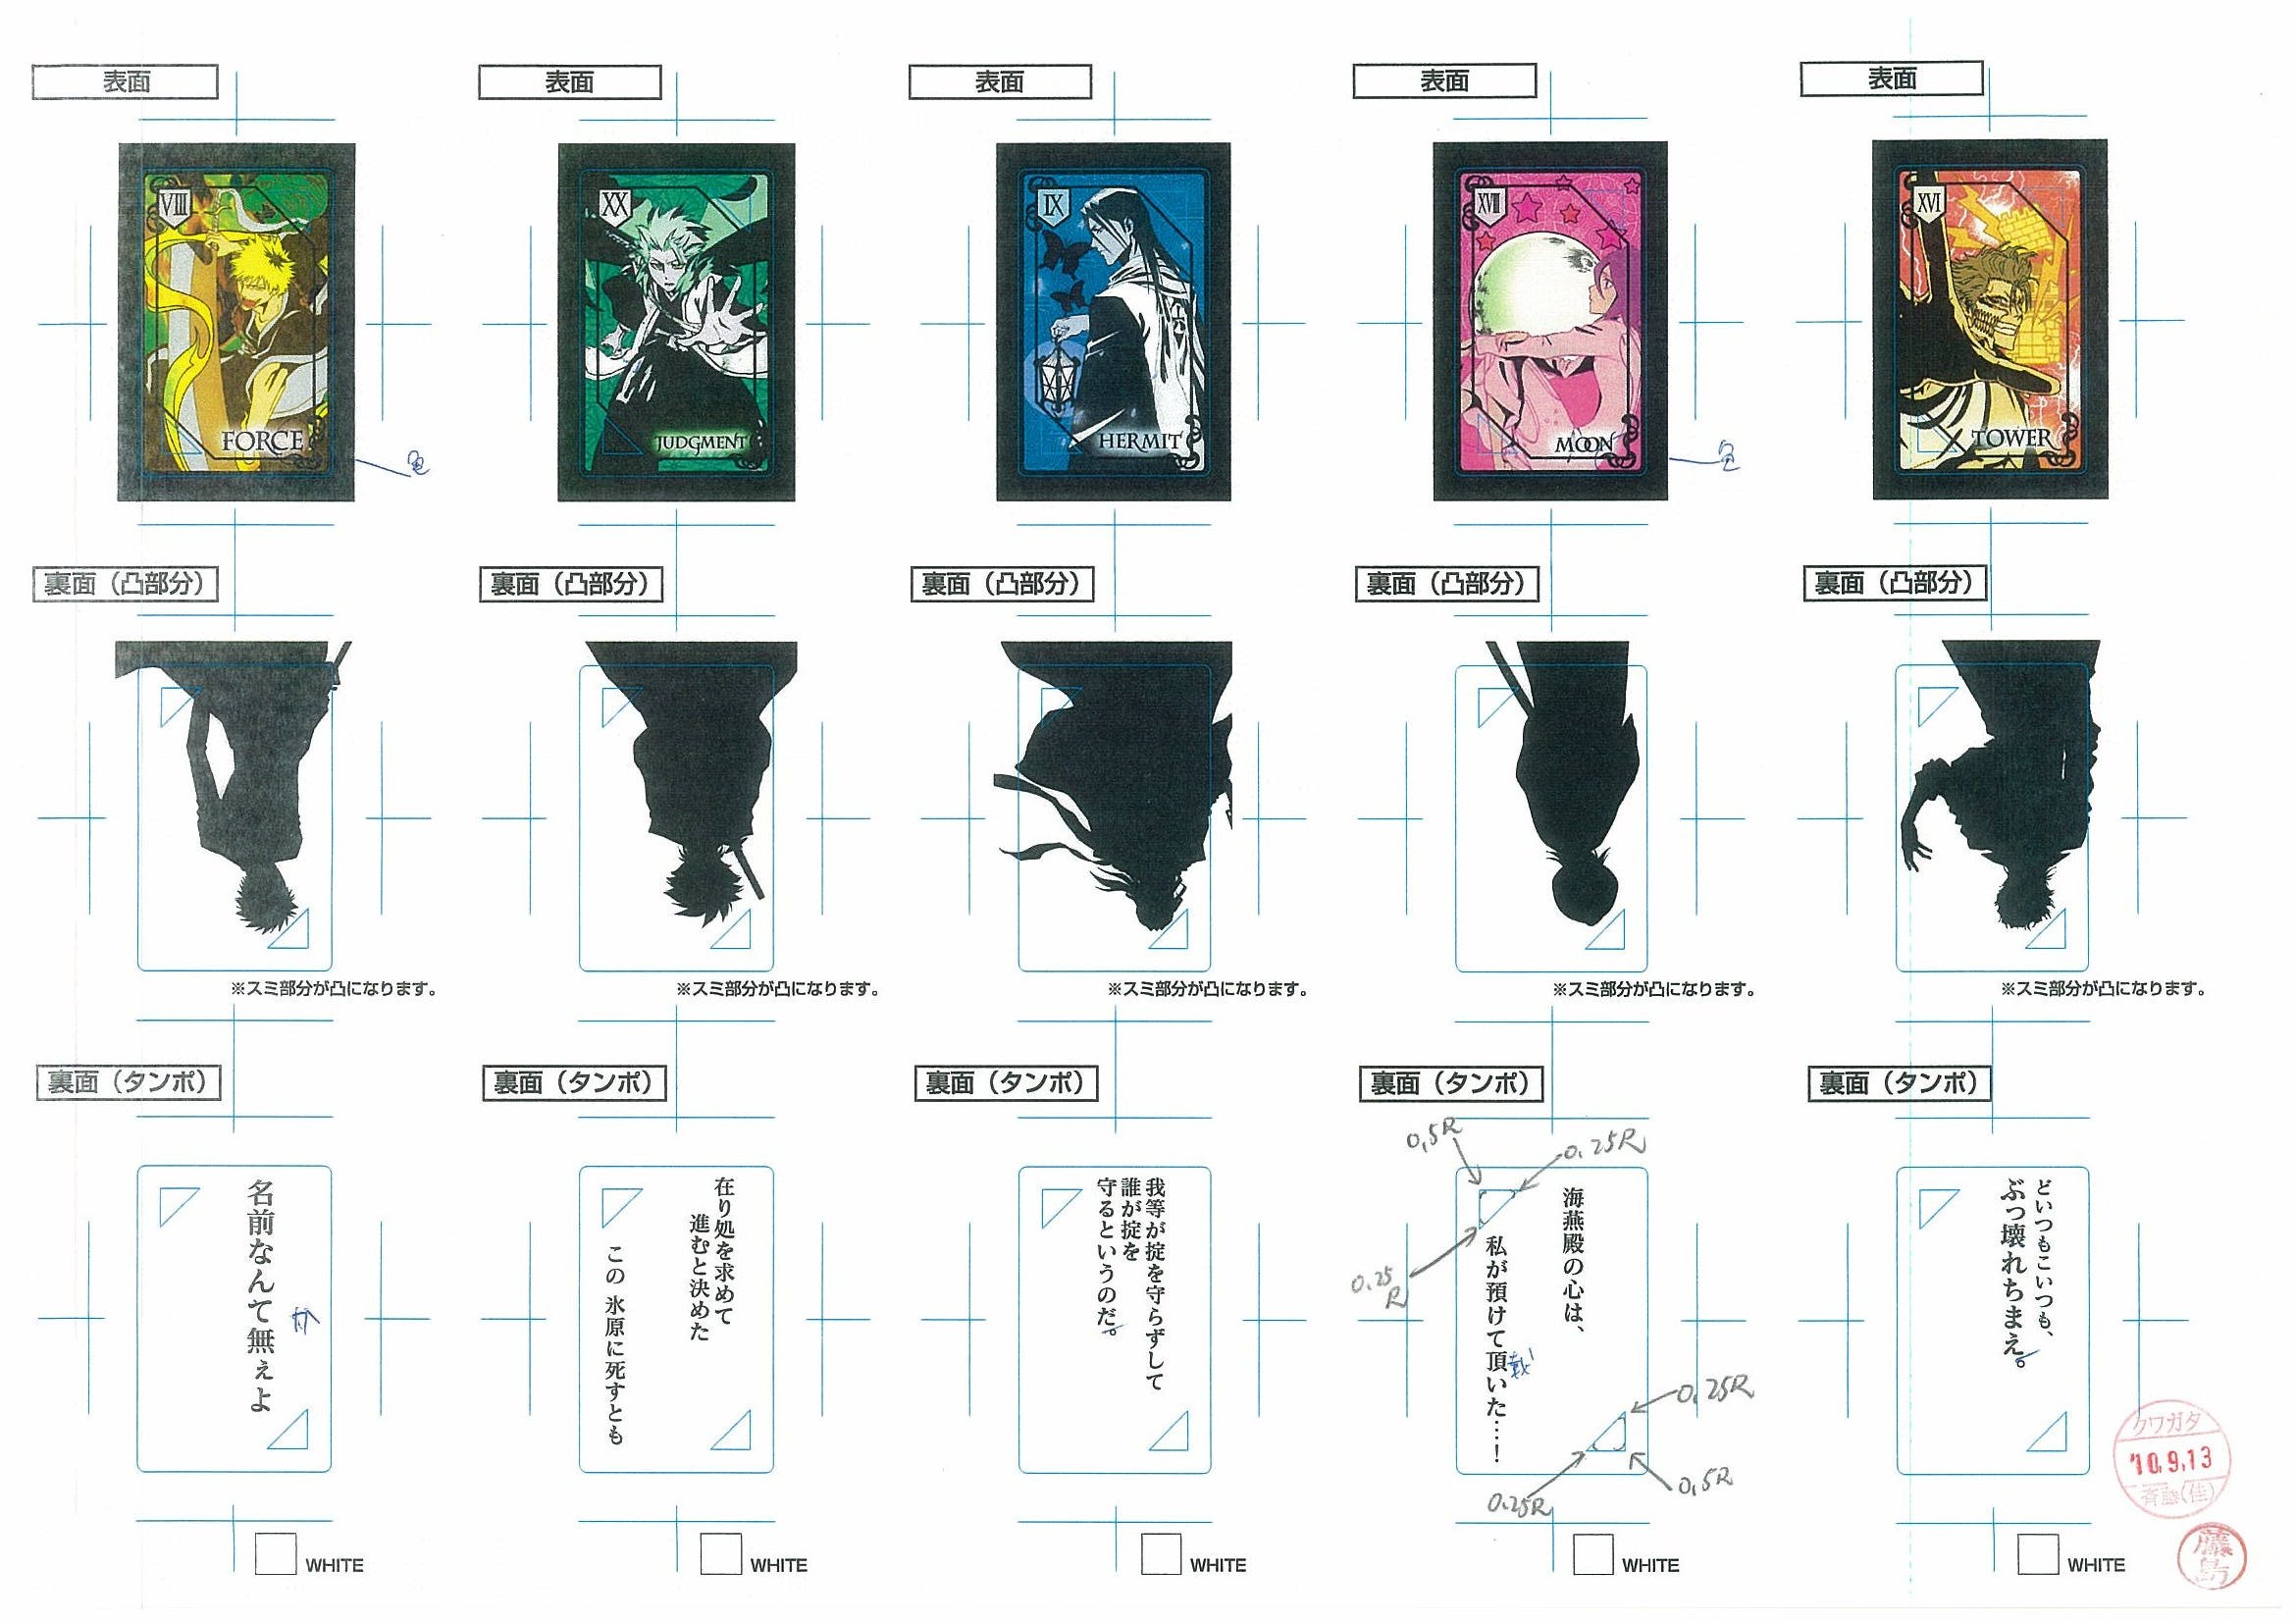 表面
表面
表面
表面
表面
VIII
FORCE
XX
JUDGMENT
IX
HERMIT
XVIII
MOON
XVI
TOWER
色
色
裏面（凸部分）
裏面（凸部分）
裏面（凸部分）
裏面（凸部分）
裏面（凸部分）
※スミ部分が凸になります。
※スミ部分が凸になります。
※スミ部分が凸になります。
※スミ部分が凸になります。
※スミ部分が凸になります。
裏面（タンポ）
裏面（タンポ）
裏面（タンポ）
裏面（タンポ）
裏面（タンポ）
名前なんて無ぇよ
在り処を求めて
進むと決めた
この 氷原に死すとも
我等が掟を守らずして
誰が掟を
守るというのだ。
0,5R
0.25R
0.25R
海燕殿の心は、
私が預けて頂いた…!
戴
0.25R
0.25R
0,5R
どいつもこいつも、
ぶっ壊れちまえ。
クワガタ
'10.9.13
斉藤(佳)
藤島
WHITE
WHITE
WHITE
WHITE
WHITE